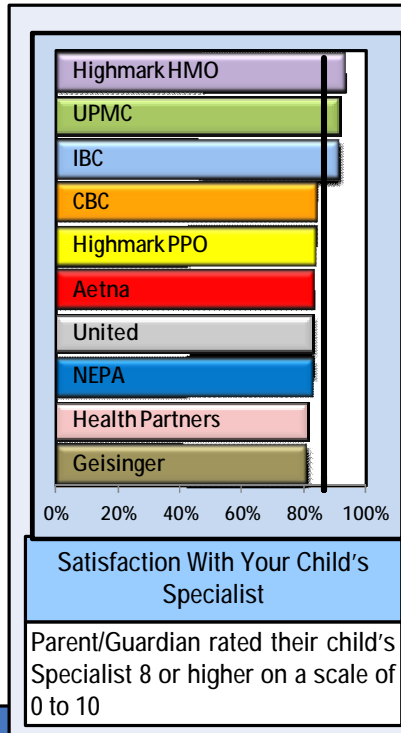 Highmark HMO
UPMC
IBC
CBC
Highmark PPO
Aetna
United
NEPA
Health Partners
Geisinger
0% 20% 40% 60% 80% 100%
Satisfaction With Your Child's
Specialist
Parent/Guardian rated their child's
Specialist 8 or higher on a scale of
0 to 10